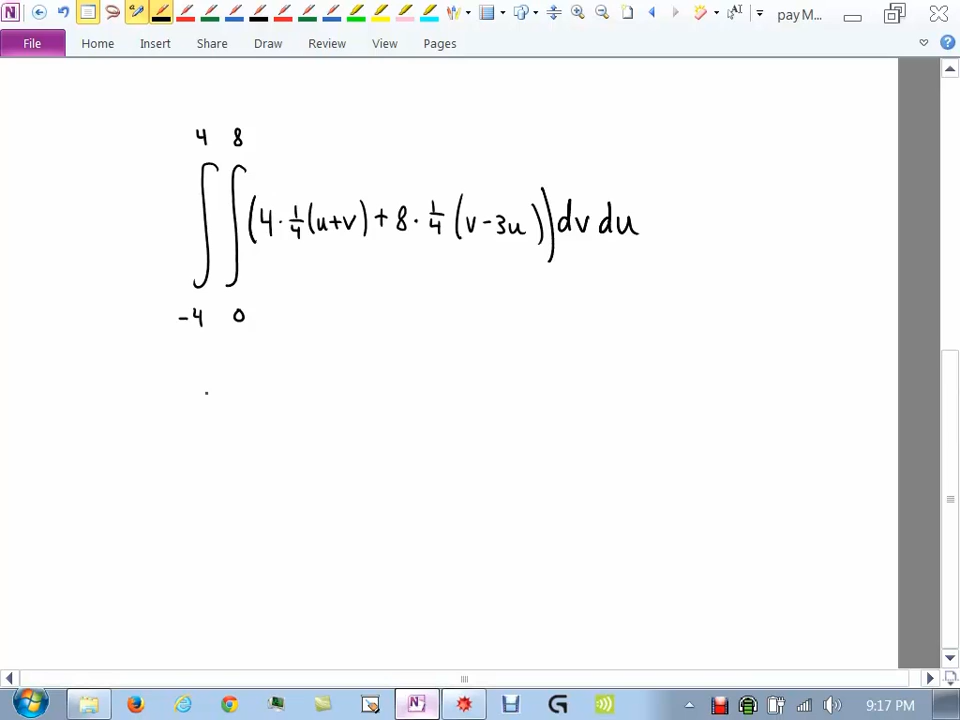 pay M...
File Home Insert Share Draw Review View Pages
4 8
∫ ∫ (4 · 1/4 (u+v) + 8 · 1/4 (v-3u)) dv du
-4 0
9:17 PM